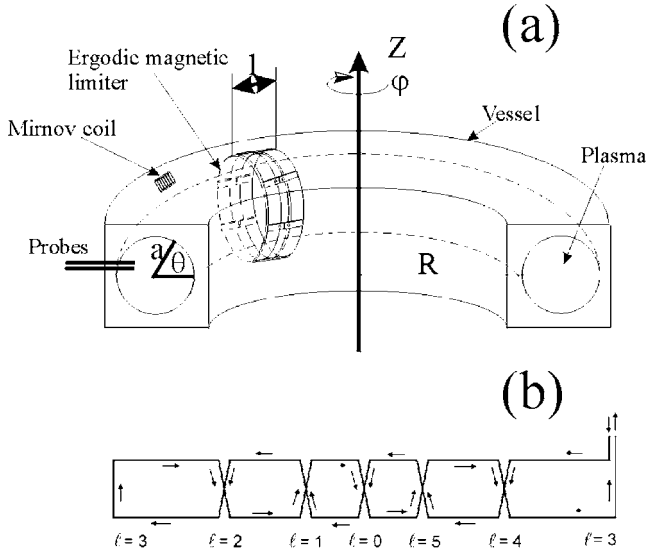 (a)
Ergodic magnetic
limiter
l
Z
φ
Mirnov coil
Vessel
Plasma
Probes
a
θ
R
(b)
ℓ = 3
ℓ = 2
ℓ = 1
ℓ = 0
ℓ = 5
ℓ = 4
ℓ = 3